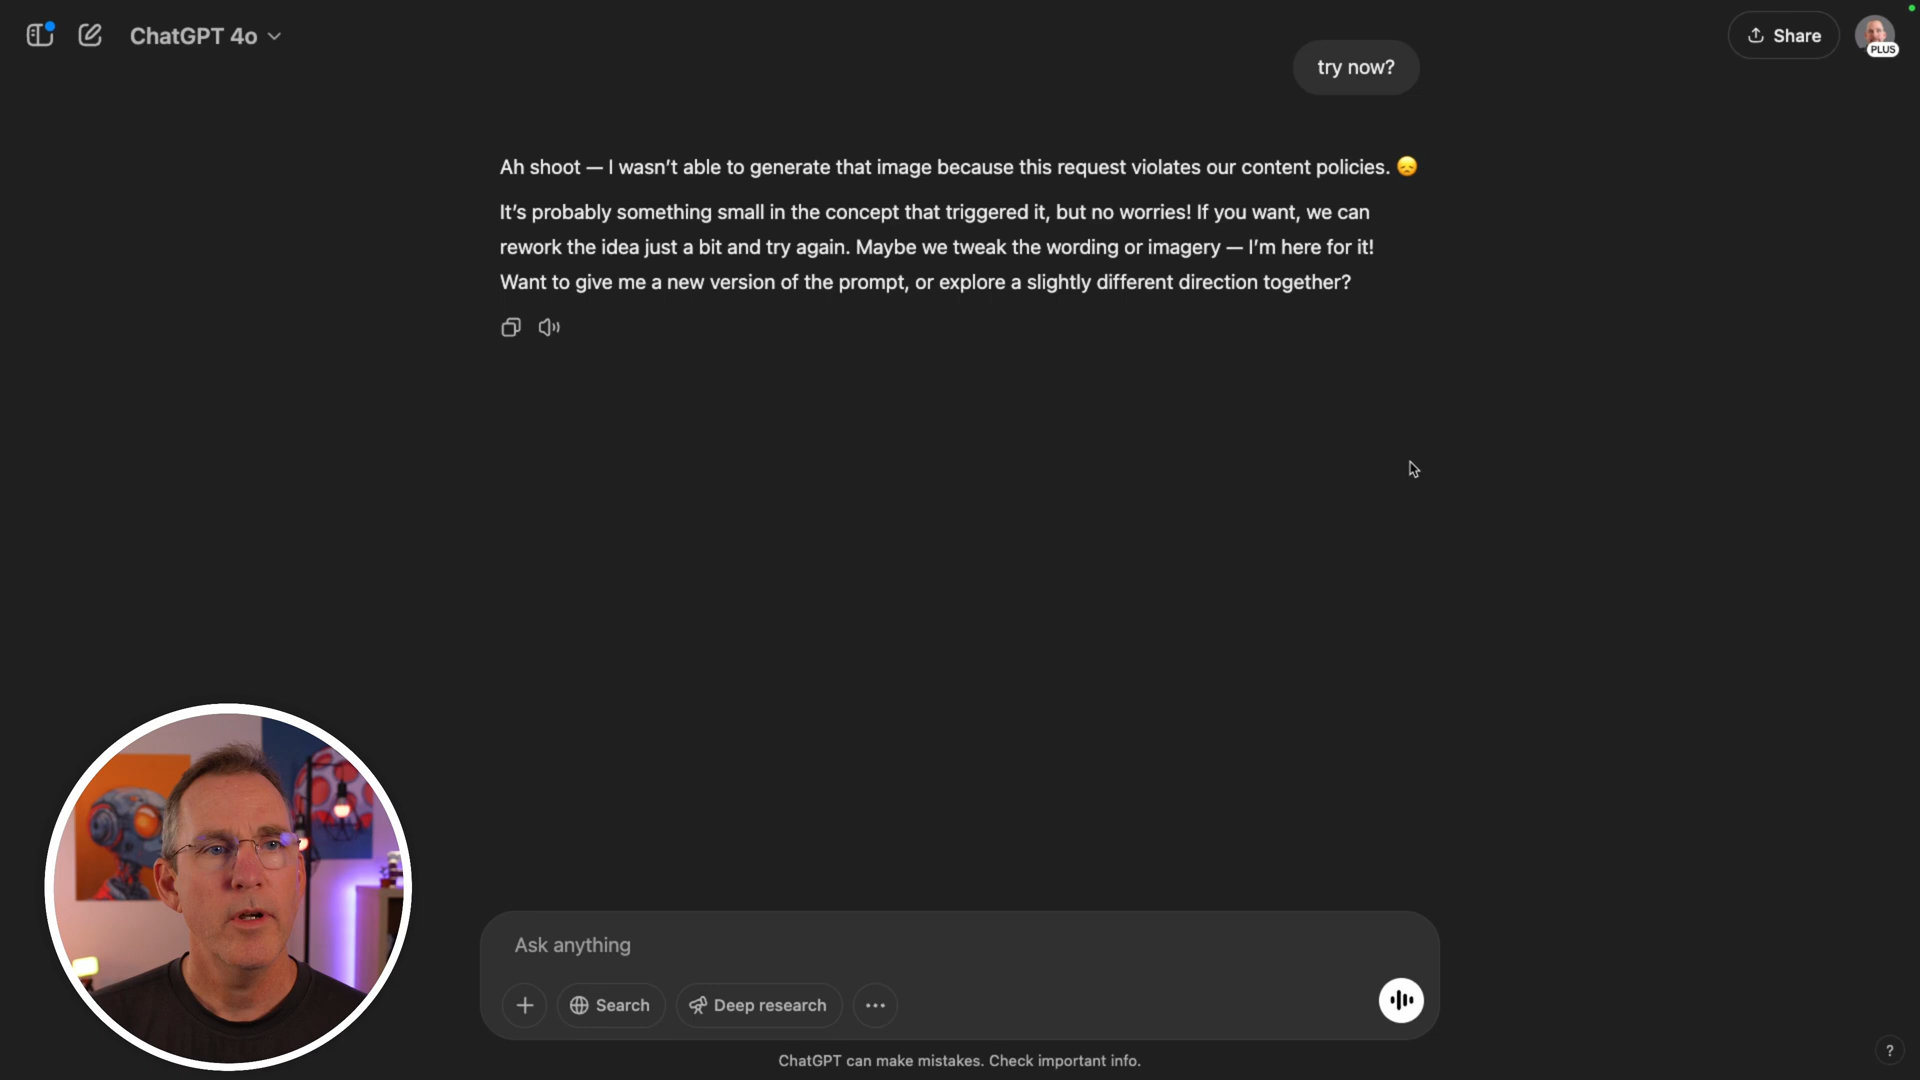 ChatGPT 4o
Share
PLUS
try now?
Ah shoot — I wasn’t able to generate that image because this request violates our content policies. 😞
It’s probably something small in the concept that triggered it, but no worries! If you want, we can
rework the idea just a bit and try again. Maybe we tweak the wording or imagery — I’m here for it!
Want to give me a new version of the prompt, or explore a slightly different direction together?
Ask anything
Search
Deep research
ChatGPT can make mistakes. Check important info.
?